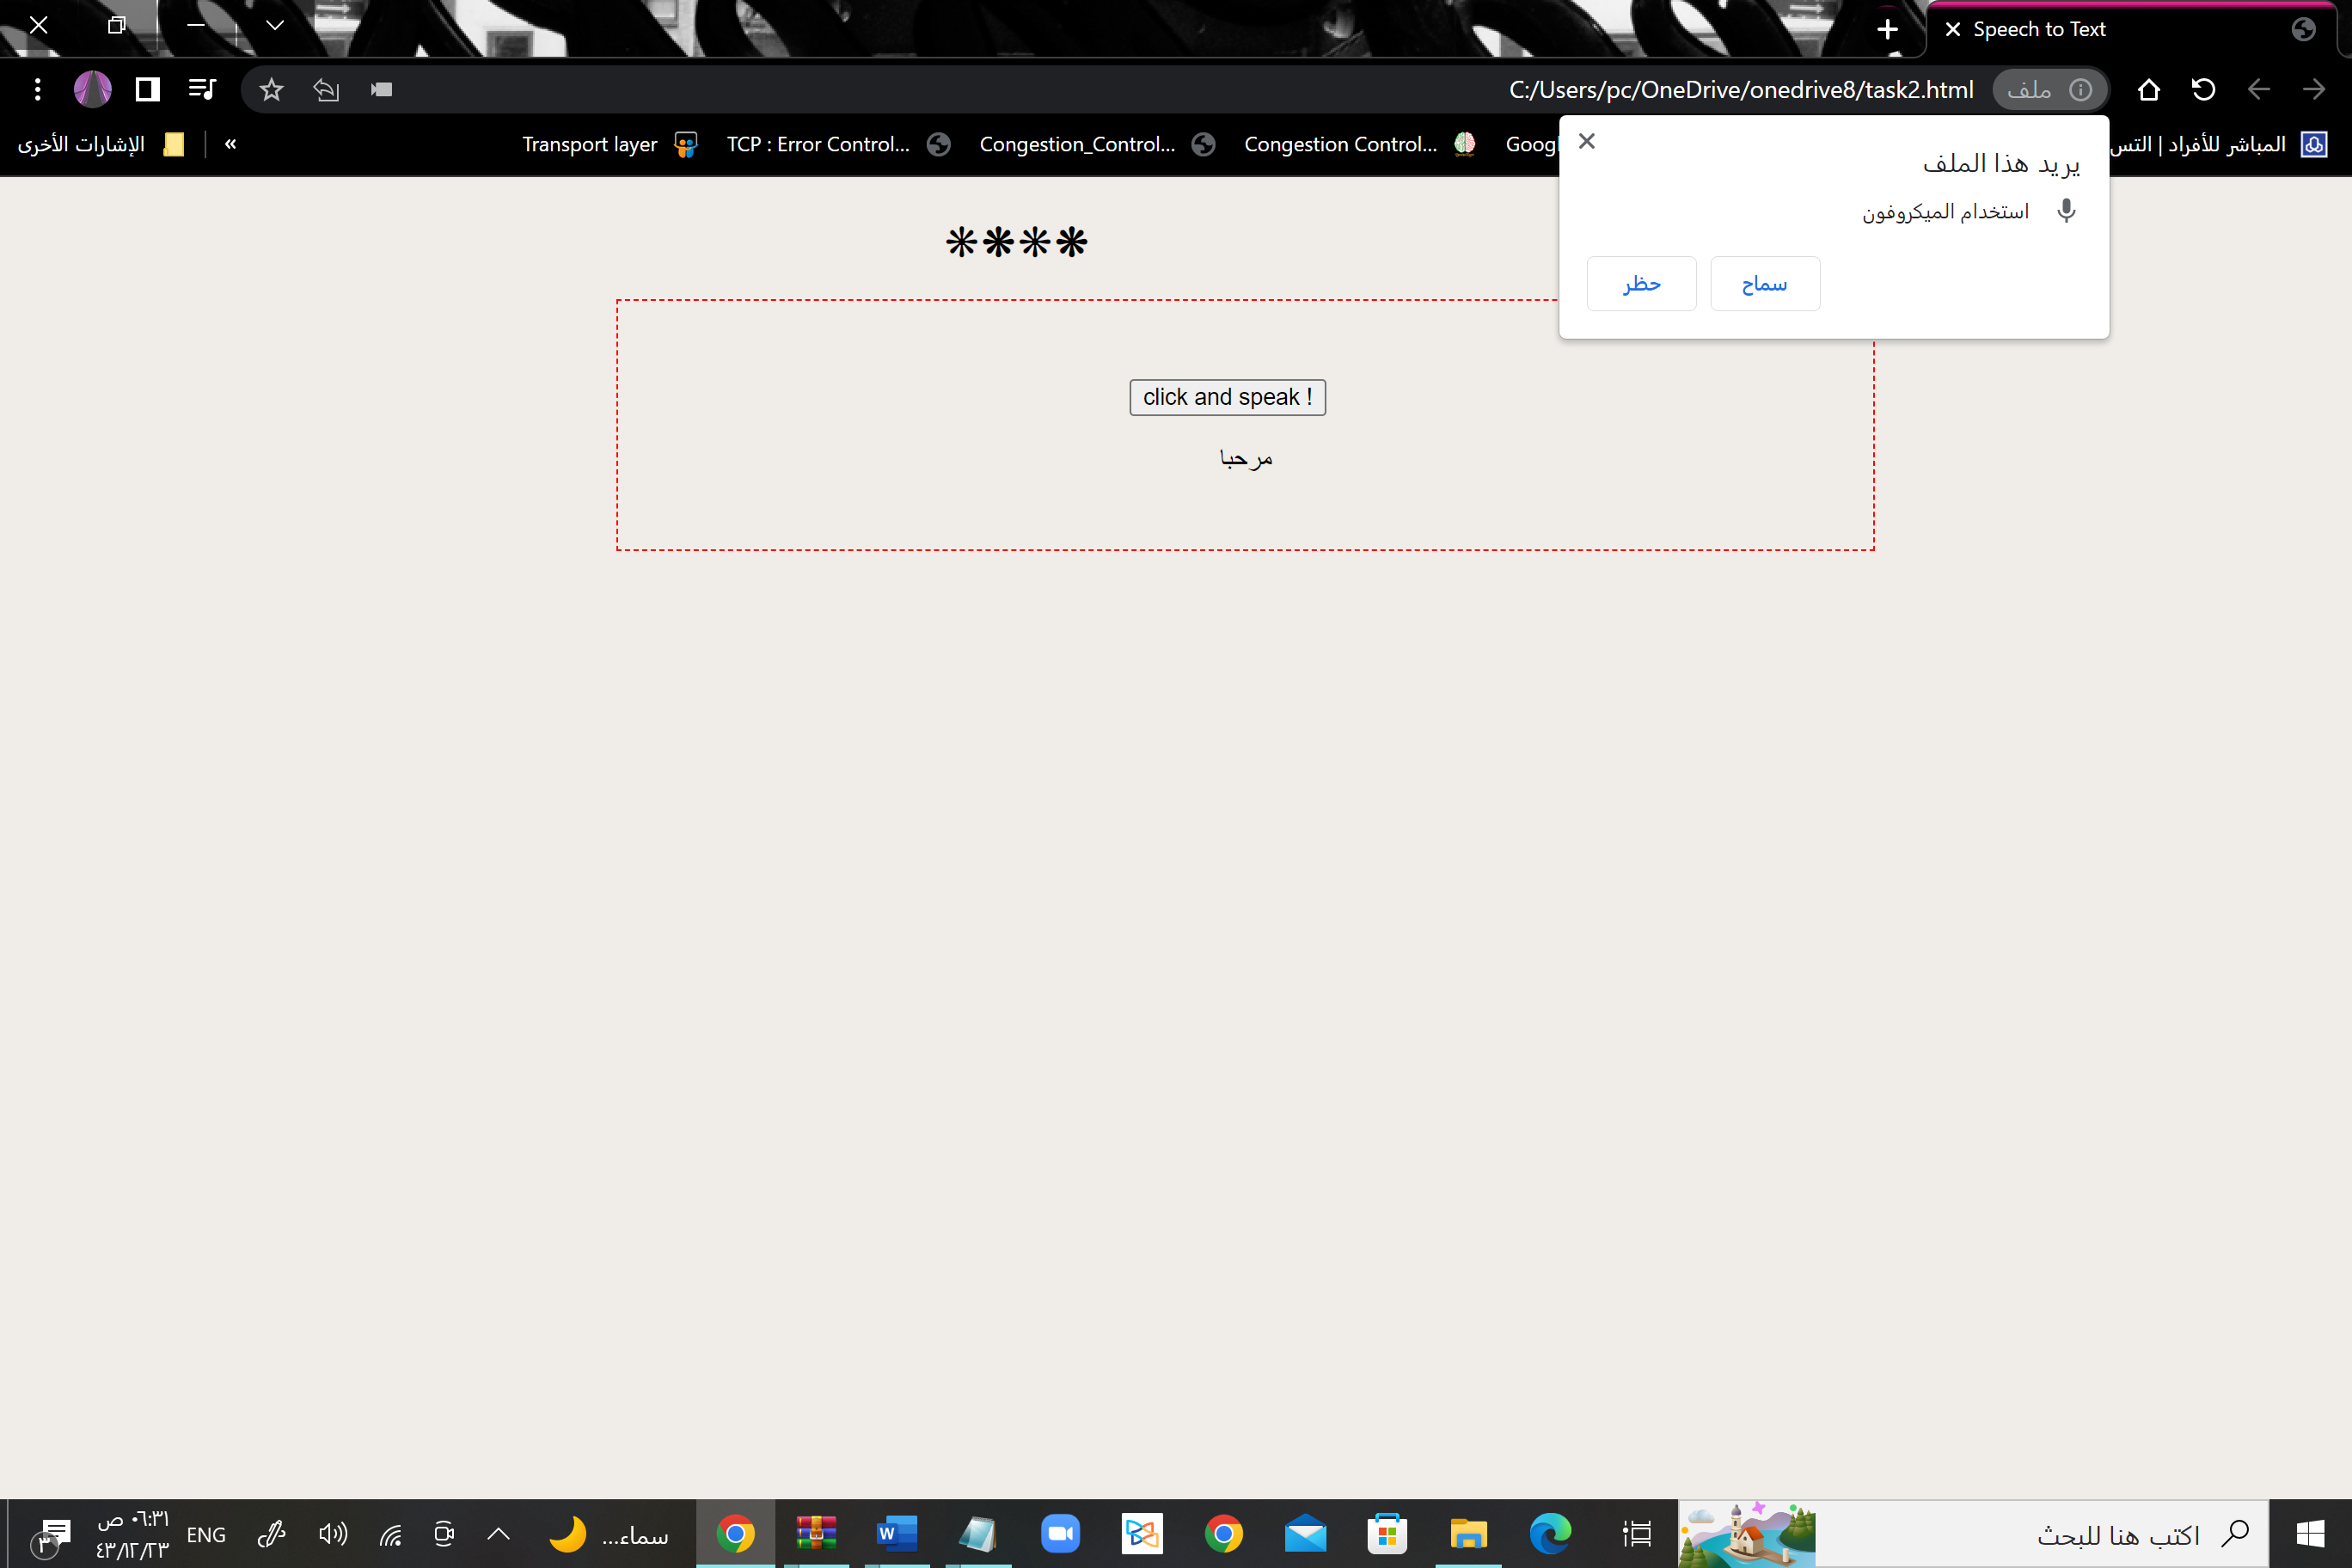 Speech to Text
C:/Users/pc/OneDrive/onedrive8/task2.html ملف
المباشر للأفراد | التس
Googl
Congestion Control...
Congestion_Control...
TCP : Error Control...
Transport layer
»
الإشارات الأخرى
يريد هذا الملف
استخدام الميكروفون
سماح
حظر
❋❋❋❋
click and speak !
مرحبا
اكتب هنا للبحث
سماء...
ENG
٠٦:٣١ ص
٤٣/١٢/٢٣
٣